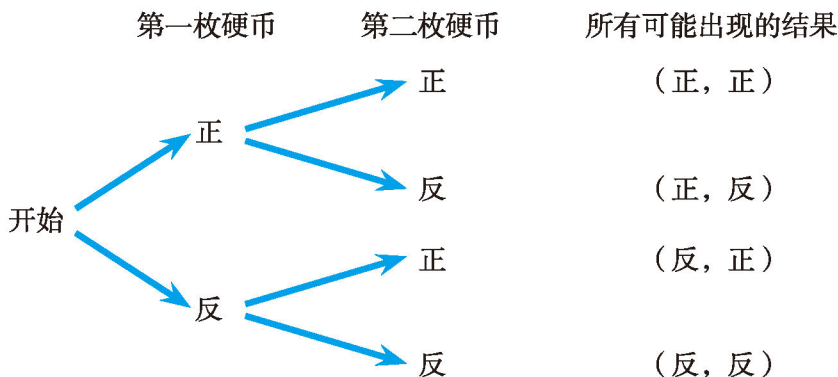 第一枚硬币 第二枚硬币 所有可能出现的结果
正 (正, 正)
正
反 (正, 反)
开始
正 (反, 正)
反
反 (反, 反)